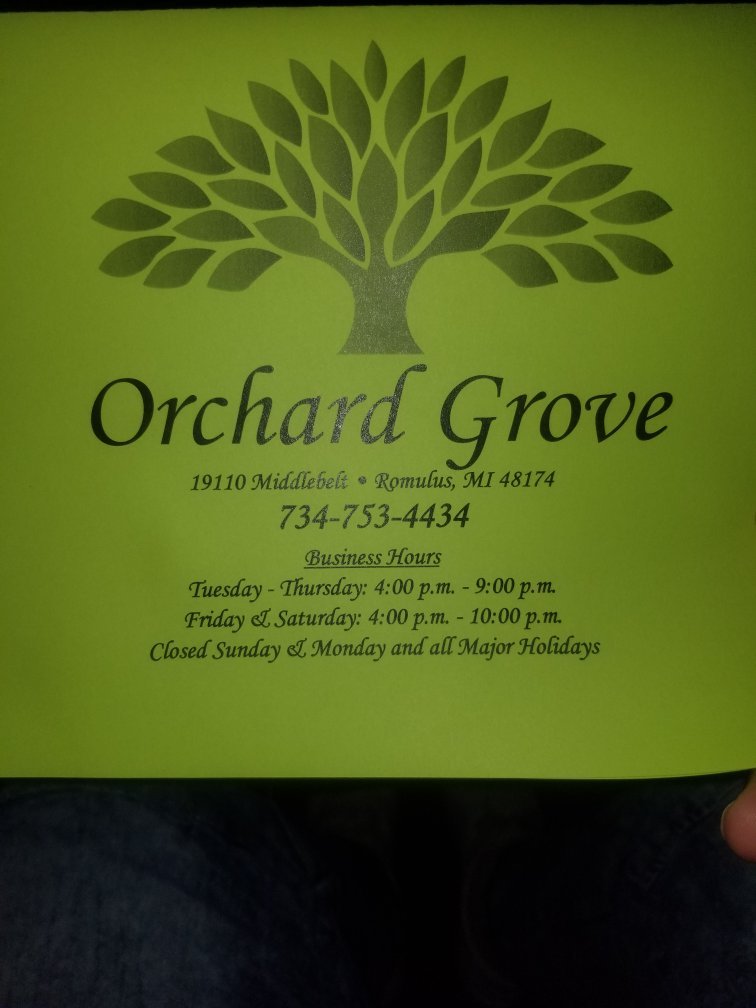 Orchard Grove
19110 Middlebelt • Romulus, MI 48174
734-753-4434
Business Hours
Tuesday - Thursday: 4:00 p.m. - 9:00 p.m.
Friday & Saturday: 4:00 p.m. - 10:00 p.m.
Closed Sunday & Monday and all Major Holidays